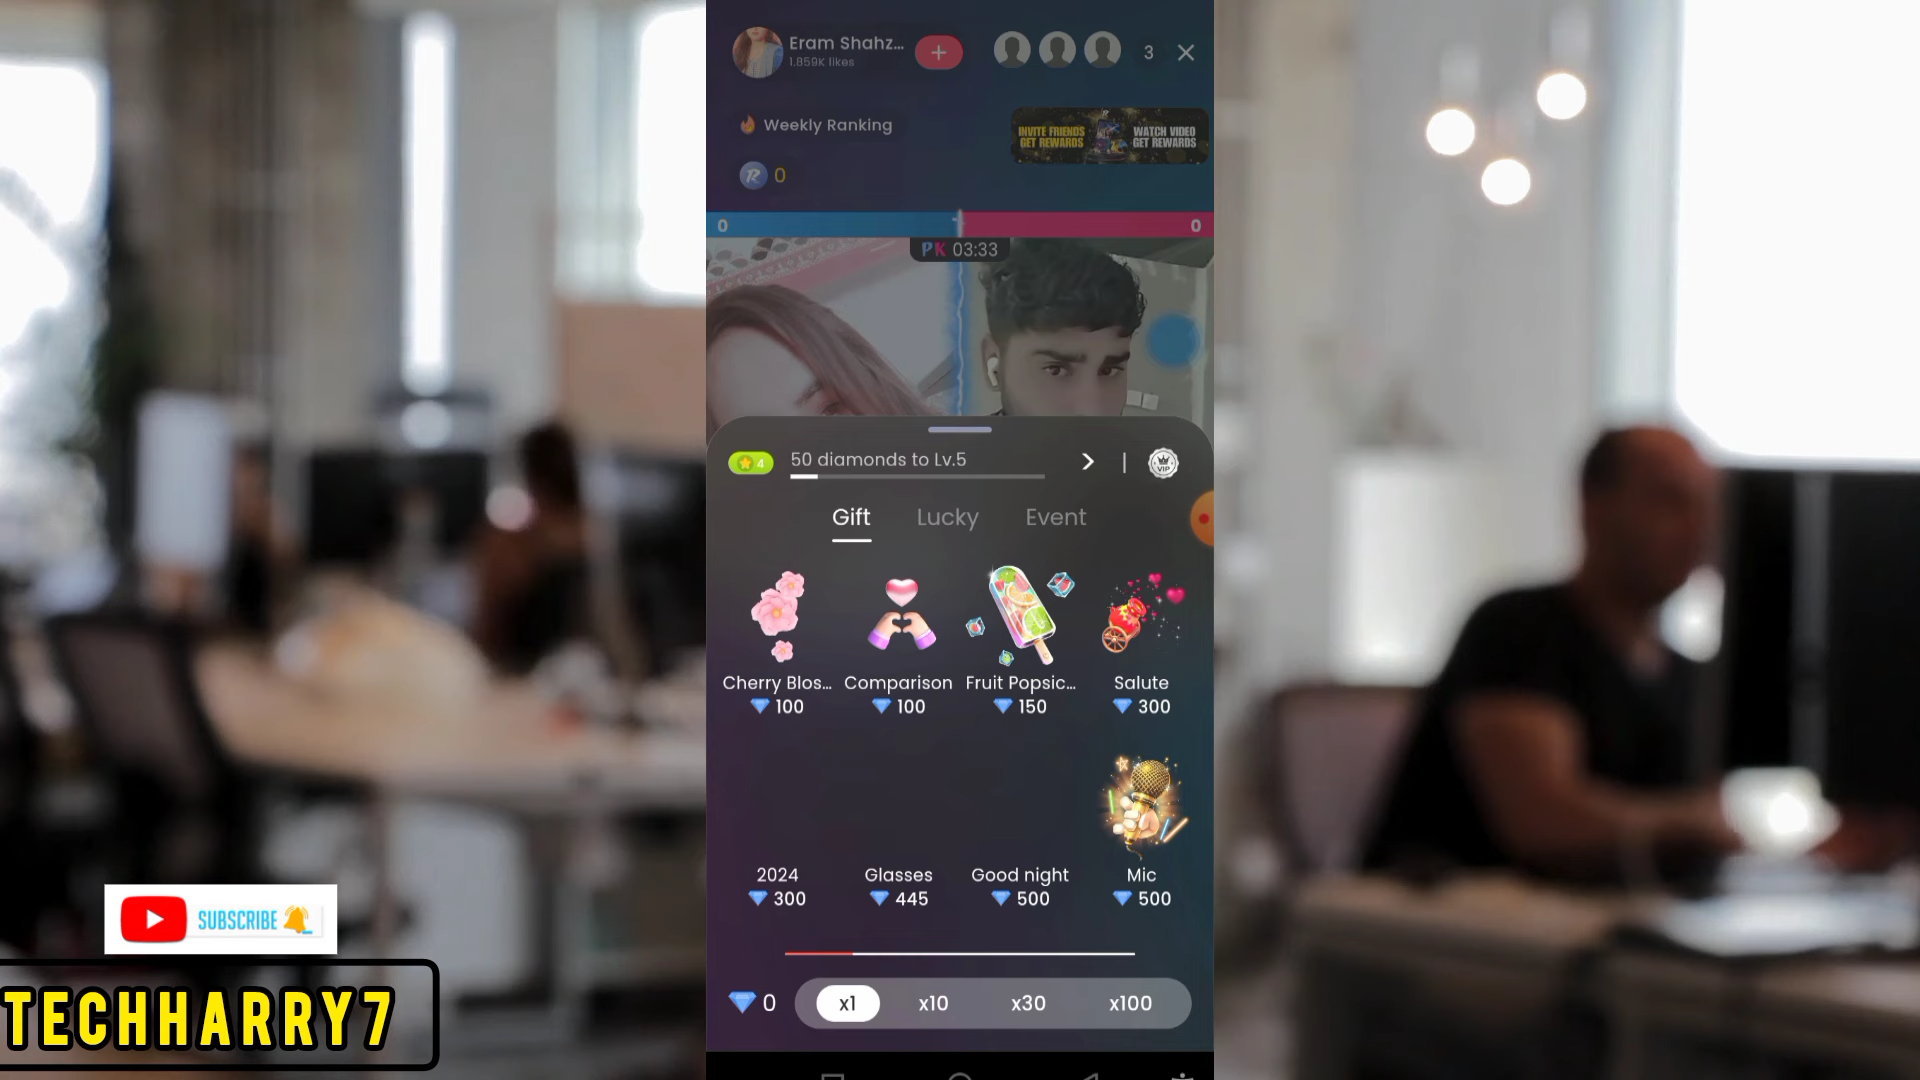 Eram Shahz...
1.859K likes
3
Weekly Ranking
INVITE FRIENDS
GET REWARDS
WATCH VIDEO
GET REWARDS
R 0
0
0
PK 03:33
4
50 diamonds to Lv.5
VIP
Gift
Lucky
Event
Cherry Blos...
Comparison
Fruit Popsic...
Salute
100
100
150
300
2024
Glasses
Good night
Mic
300
445
500
500
0
x1
x10
x30
x100
SUBSCRIBE
TECHHARRY7